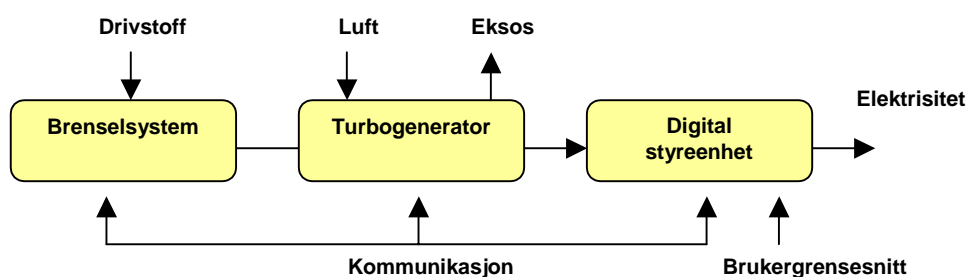 Drivstoff
Luft
Eksos
Elektrisitet
Brenselsystem
Turbogenerator
Digital
styreenhet
Kommunikasjon
Brukergrensesnitt